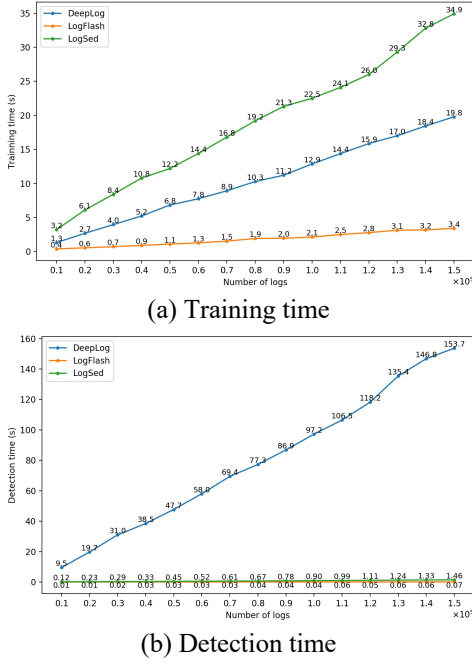 35
30
25
20
15
10
5
0
Trainning time (s)
DeepLog
LogFlash
LogSed
3.2 6.1 8.4 10.8 12.2 14.4 16.8 19.2 21.3 22.5 24.1 26.0 29.3 32.8 34.9
1.3 2.7 4.0 5.2 6.8 7.8 8.9 10.3 11.2 12.9 14.4 15.9 17.0 18.4 19.8
0.4 0.6 0.7 0.9 1.1 1.3 1.5 1.9 2.0 2.1 2.5 2.8 3.1 3.2 3.4
0.1 0.2 0.3 0.4 0.5 0.6 0.7 0.8 0.9 1.0 1.1 1.2 1.3 1.4 1.5
Number of logs
×10⁵
(a) Training time
160
140
120
100
80
60
40
20
0
Detection time (s)
DeepLog
LogFlash
LogSed
9.5 19.7 31.0 38.5 47.7 58.0 69.4 77.3 86.9 97.2 106.5 118.2 135.4 146.8 153.7
0.12 0.23 0.29 0.33 0.45 0.52 0.61 0.67 0.78 0.90 0.99 1.11 1.24 1.33 1.46
0.01 0.01 0.02 0.03 0.03 0.03 0.03 0.04 0.04 0.04 0.06 0.05 0.06 0.06 0.07
0.1 0.2 0.3 0.4 0.5 0.6 0.7 0.8 0.9 1.0 1.1 1.2 1.3 1.4 1.5
Number of logs
×10⁵
(b) Detection time